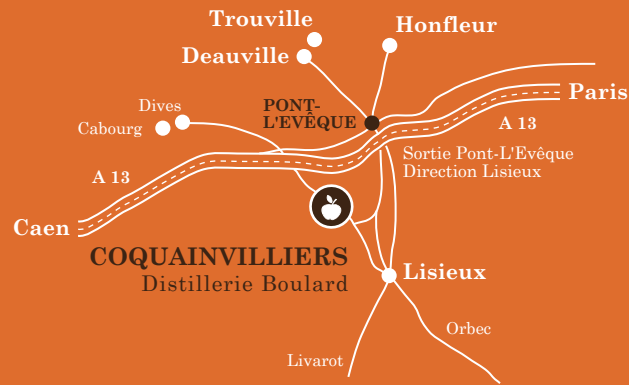 Trouville
Honfleur
Deauville
Paris
PONT-
L'EVÊQUE
Dives
Cabourg
A 13
Sortie Pont-L'Evêque
Direction Lisieux
A 13
Caen
COQUAINVILLIERS
Distillerie Boulard
Lisieux
Orbec
Livarot